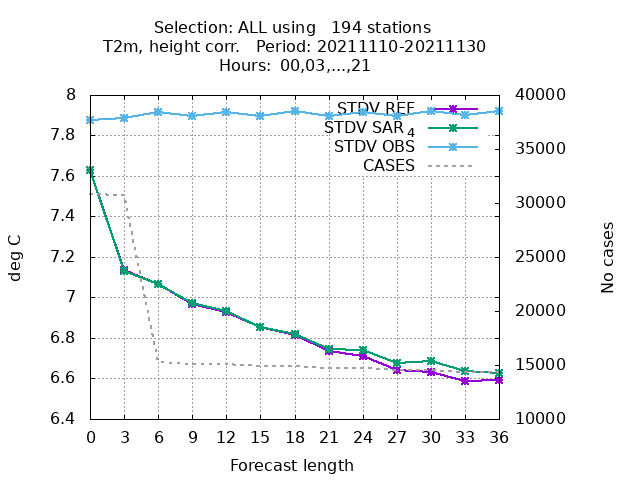 Selection: ALL using   194 stations
T2m, height corr.   Period: 20211110-20211130
Hours: 00,03,...,21
8
7.8
7.6
7.4
7.2
7
6.8
6.6
6.4
deg C
STDV REF
STDV SAR4
STDV OBS
CASES
40000
35000
30000
25000
20000
15000
10000
No cases
0 3 6 9 12 15 18 21 24 27 30 33 36
Forecast length